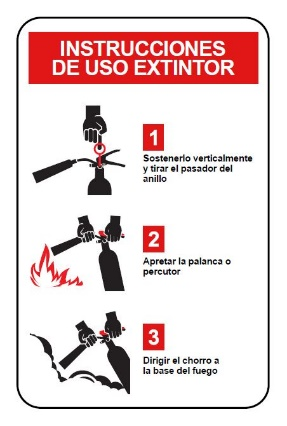 INSTRUCCIONES
DE USO EXTINTOR
1
Sostenerlo verticalmente
y tirar el pasador del
anillo
2
Apretar la palanca o
percutor
3
Dirigir el chorro a
la base del fuego